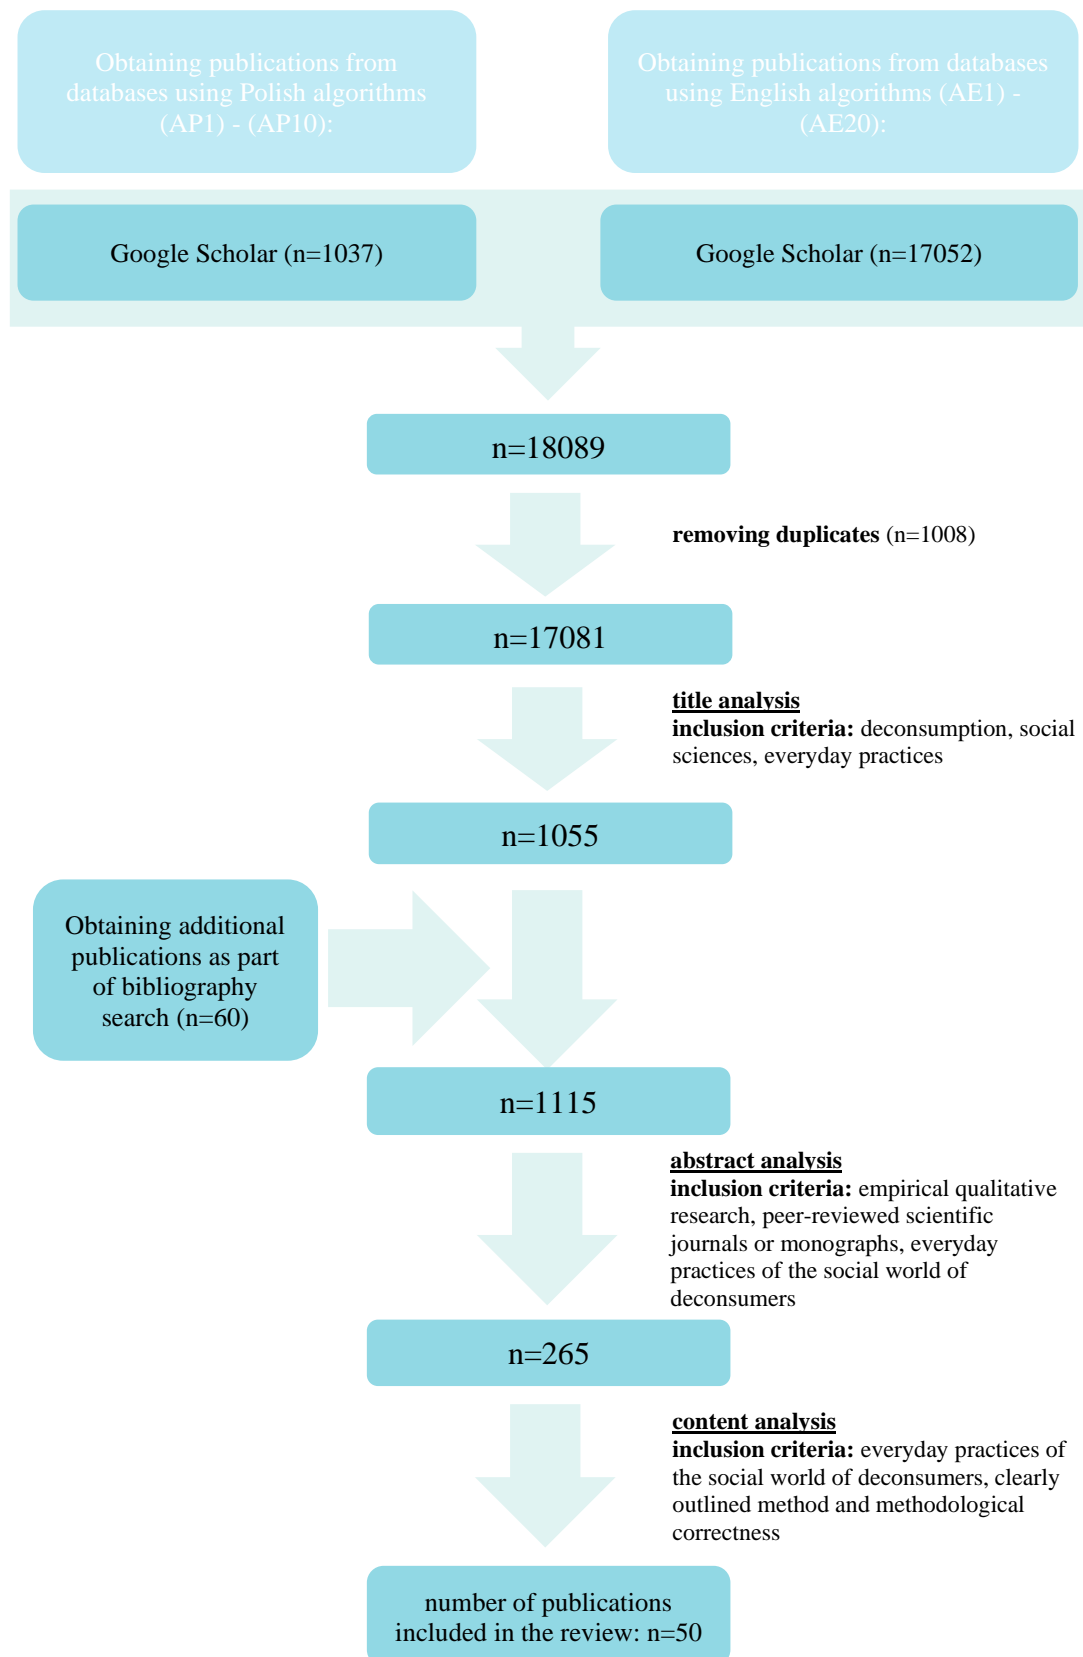 Obtaining publications from
databases using Polish algorithms
(AP1) - (AP10):
Obtaining publications from databases
using English algorithms (AE1) -
(AE20):
Google Scholar (n=1037)
Google Scholar (n=17052)
n=18089
removing duplicates (n=1008)
n=17081
title analysis
inclusion criteria: deconsumption, social
sciences, everyday practices
n=1055
Obtaining additional
publications as part
of bibliography
search (n=60)
n=1115
abstract analysis
inclusion criteria: empirical qualitative
research, peer-reviewed scientific
journals or monographs, everyday
practices of the social world of
deconsumers
n=265
content analysis
inclusion criteria: everyday practices of
the social world of deconsumers, clearly
outlined method and methodological
correctness
number of publications
included in the review: n=50